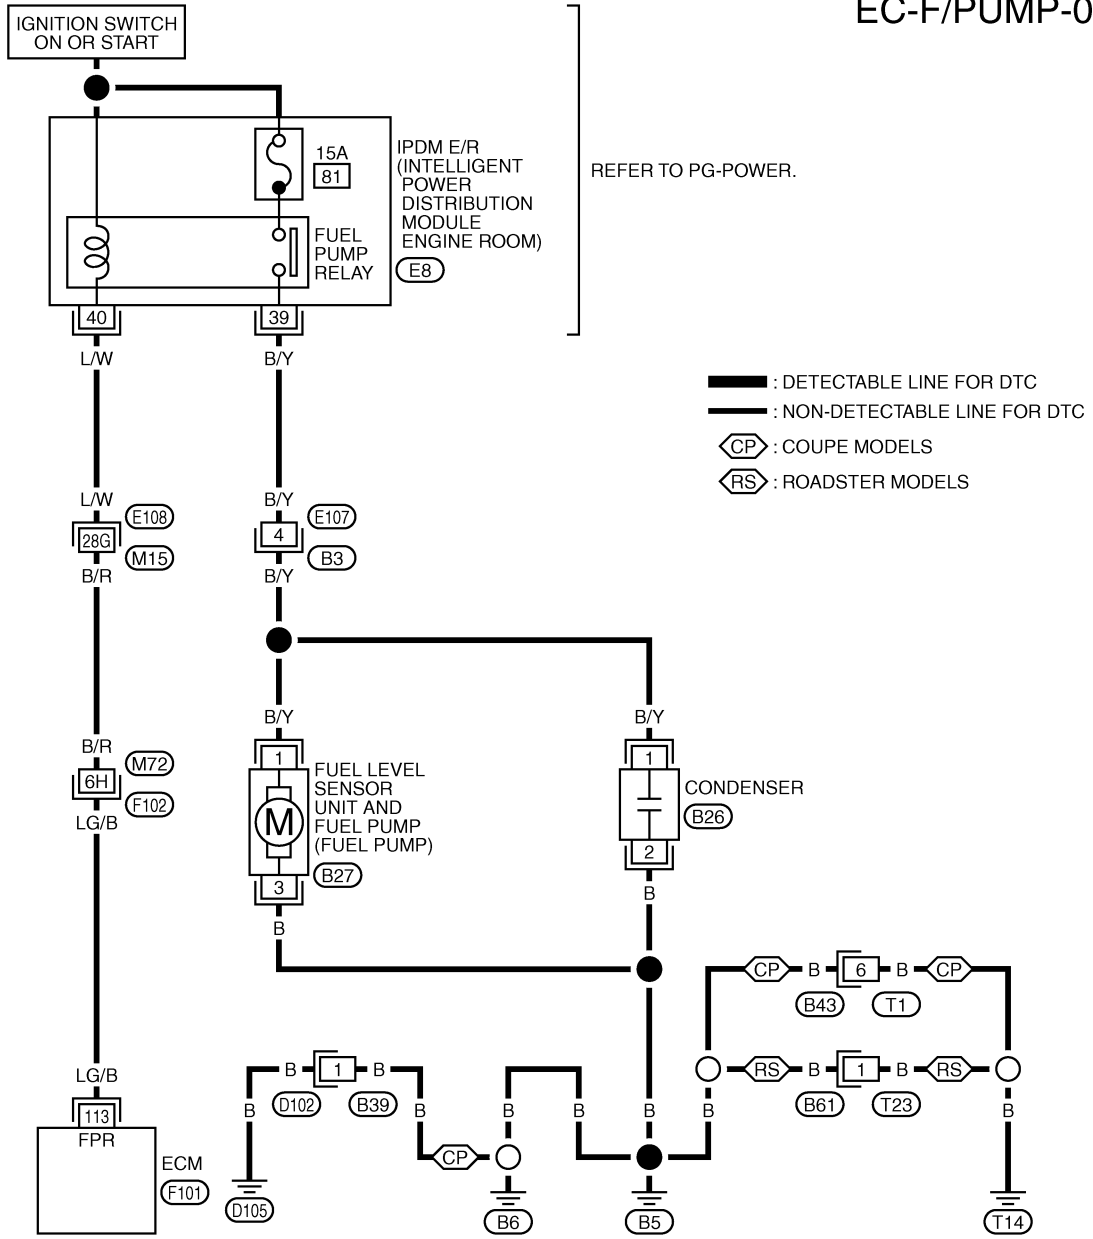 EC-F/PUMP-0
IGNITION SWITCH
ON OR START
15A
81
IPDM E/R
(INTELLIGENT
POWER
DISTRIBUTION
MODULE
ENGINE ROOM)
E8
REFER TO PG-POWER.
FUEL
PUMP
RELAY
40
39
L/W
B/Y
: DETECTABLE LINE FOR DTC
: NON-DETECTABLE LINE FOR DTC
CP : COUPE MODELS
RS : ROADSTER MODELS
L/W
E108
28G
M15
B/R
B/Y
E107
4
B3
B/Y
B/Y
B/Y
B/R
M72
6H
F102
LG/B
1
FUEL LEVEL
SENSOR
UNIT AND
FUEL PUMP
(FUEL PUMP)
M
B27
3
B
1
CONDENSER
B26
2
B
CP B 6 B CP
B43 T1
RS B 1 B RS
B61 T23
B 1 B
D102 B39
LG/B
113
FPR
ECM
F101
B B B B B B B
CP
D105
B6
B5
T14